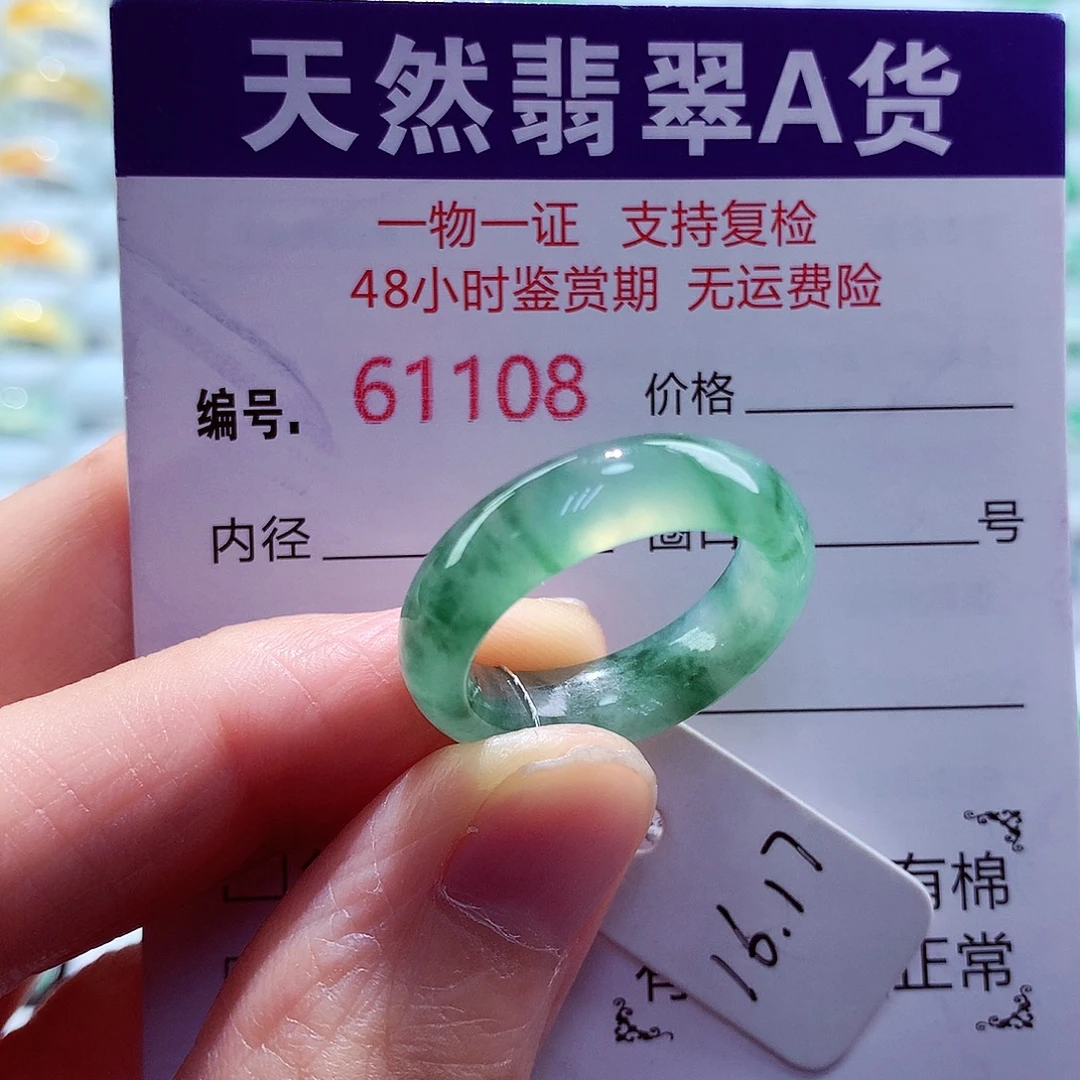 天然翡翠A货
一物一证 支持复检
48小时鉴赏期 无运费险
编号. 61108 价格
内径 圈口 号
有棉
正常
16.17